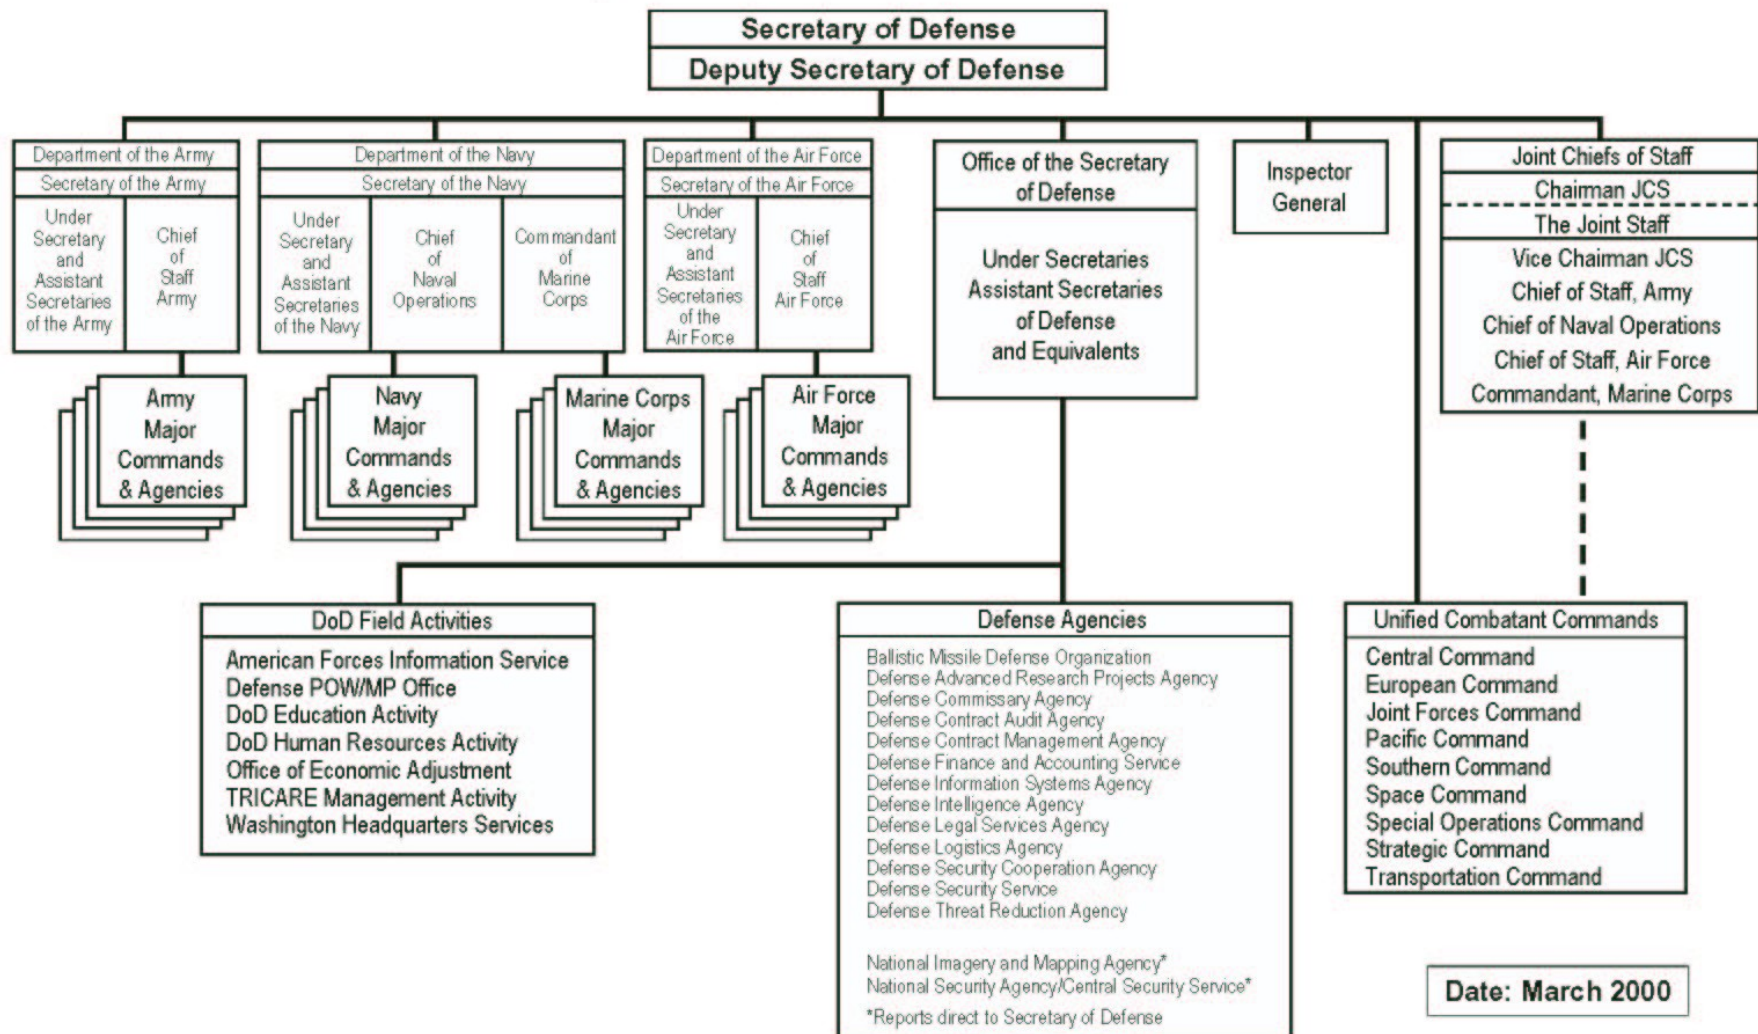 Secretary of Defense
Deputy Secretary of Defense
Department of the Army
Secretary of the Army
Under
Secretary
and
Assistant
Secretaries
of the Army
Chief
of
Staff
Army
Department of the Navy
Secretary of the Navy
Under
Secretary
and
Assistant
Secretaries
of the Navy
Chief
of
Naval
Operations
Commandant
of
Marine
Corps
Department of the Air Force
Secretary of the Air Force
Under
Secretary
and
Assistant
Secretaries
of the
Air Force
Chief
of
Staff
Air Force
Office of the Secretary
of Defense
Under Secretaries
Assistant Secretaries
of Defense
and Equivalents
Inspector
General
Joint Chiefs of Staff
Chairman JCS
The Joint Staff
Vice Chairman JCS
Chief of Staff, Army
Chief of Naval Operations
Chief of Staff, Air Force
Commandant, Marine Corps
Army
Major
Commands
& Agencies
Navy
Major
Commands
& Agencies
Marine Corps
Major
Commands
& Agencies
Air Force
Major
Commands
& Agencies
DoD Field Activities
American Forces Information Service
Defense POW/MP Office
DoD Education Activity
DoD Human Resources Activity
Office of Economic Adjustment
TRICARE Management Activity
Washington Headquarters Services
Defense Agencies
Ballistic Missile Defense Organization
Defense Advanced Research Projects Agency
Defense Commissary Agency
Defense Contract Audit Agency
Defense Contract Management Agency
Defense Finance and Accounting Service
Defense Information Systems Agency
Defense Intelligence Agency
Defense Legal Services Agency
Defense Logistics Agency
Defense Security Cooperation Agency
Defense Security Service
Defense Threat Reduction Agency
National Imagery and Mapping Agency*
National Security Agency/Central Security Service*
*Reports direct to Secretary of Defense
Unified Combatant Commands
Central Command
European Command
Joint Forces Command
Pacific Command
Southern Command
Space Command
Special Operations Command
Strategic Command
Transportation Command
Date: March 2000